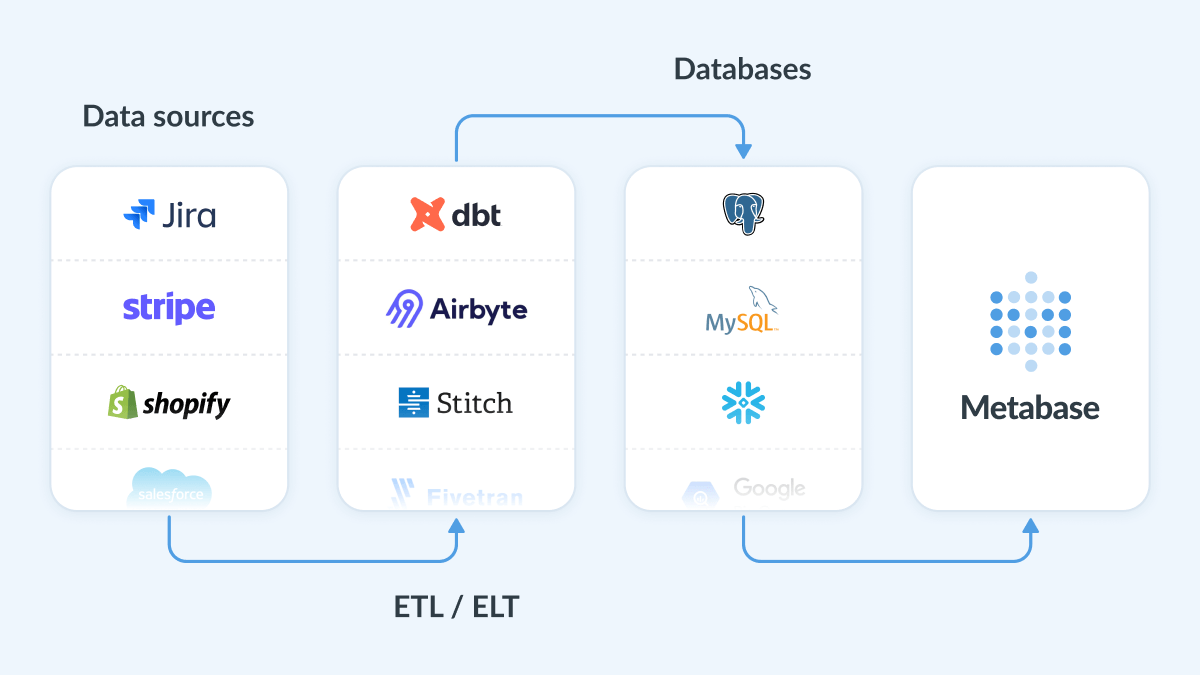 Databases
Data sources
Jira
stripe
shopify
salesforce
dbt
Airbyte
Stitch
Fivetran
MySQL
Google
Metabase
ETL / ELT